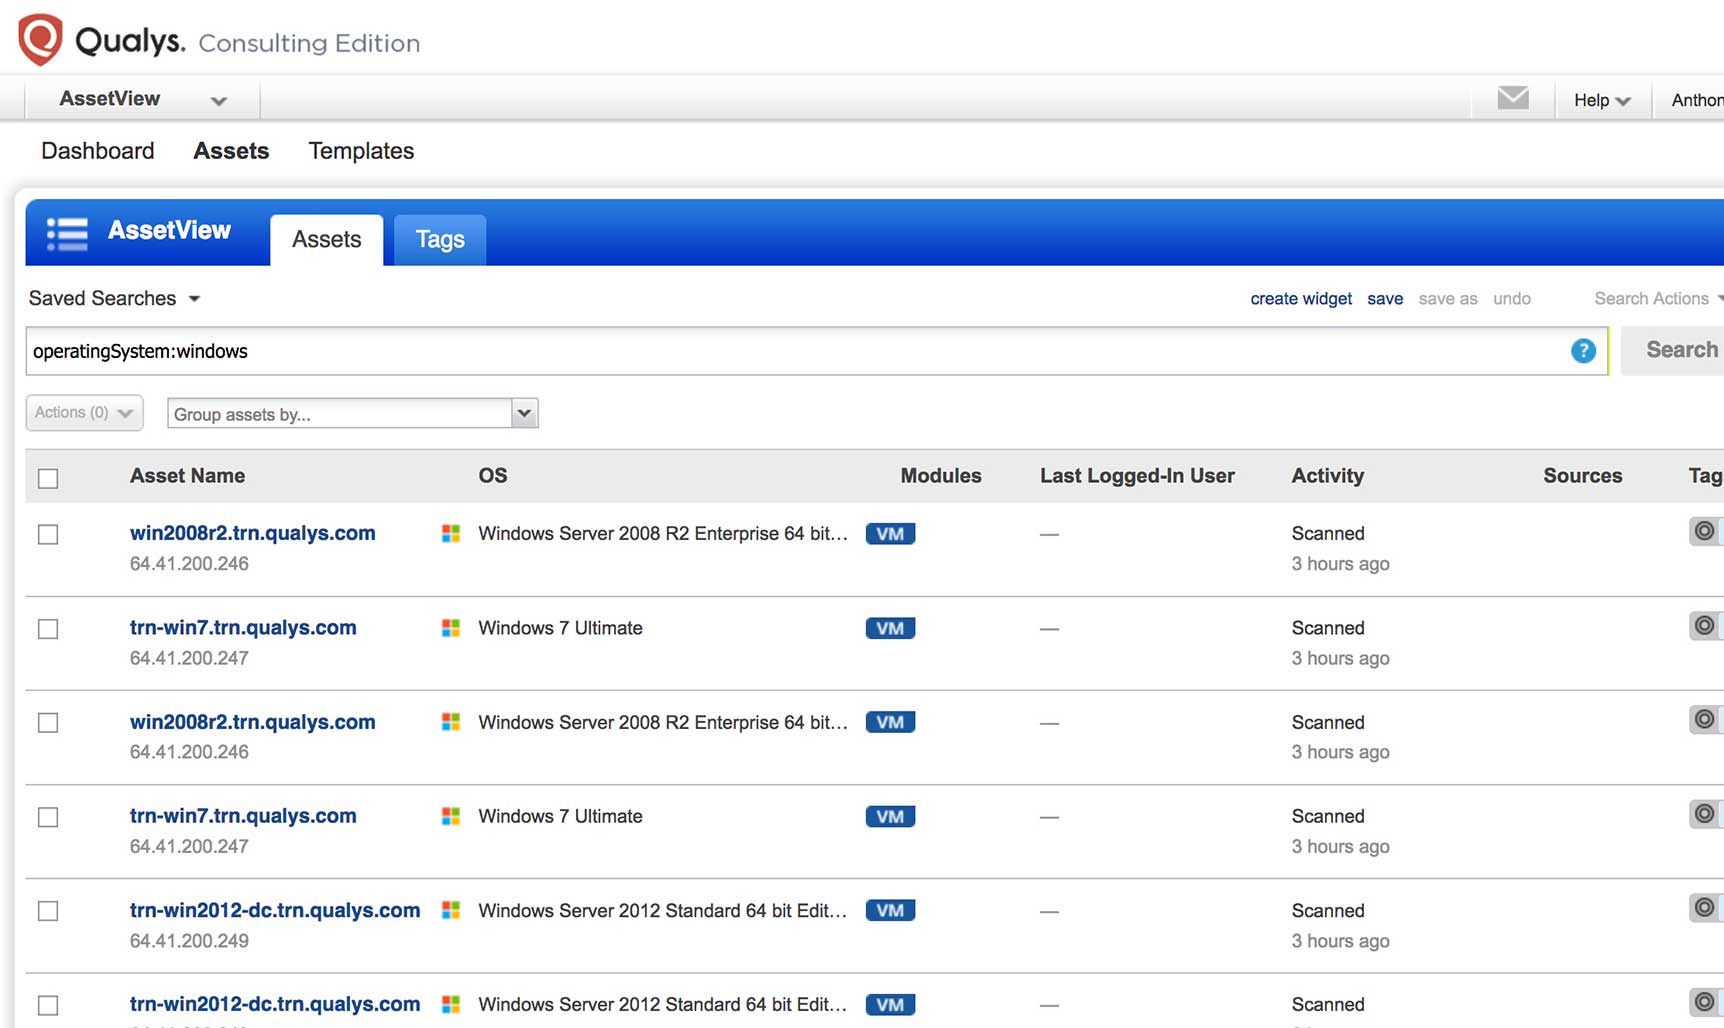 Qualys. Consulting Edition
AssetView
Help
Anthon
Dashboard Assets Templates
AssetView Assets Tags
Saved Searches create widget save save as undo Search Actions
operatingSystem:windows ? Search
Actions (0) Group assets by...
Asset Name OS Modules Last Logged-In User Activity Sources Tag
win2008r2.trn.qualys.com Windows Server 2008 R2 Enterprise 64 bit... VM — Scanned
64.41.200.246 3 hours ago
trn-win7.trn.qualys.com Windows 7 Ultimate VM — Scanned
64.41.200.247 3 hours ago
win2008r2.trn.qualys.com Windows Server 2008 R2 Enterprise 64 bit... VM — Scanned
64.41.200.246 3 hours ago
trn-win7.trn.qualys.com Windows 7 Ultimate VM — Scanned
64.41.200.247 3 hours ago
trn-win2012-dc.trn.qualys.com Windows Server 2012 Standard 64 bit Edit... VM — Scanned
64.41.200.249 3 hours ago
trn-win2012-dc.trn.qualys.com Windows Server 2012 Standard 64 bit Edit... VM — Scanned